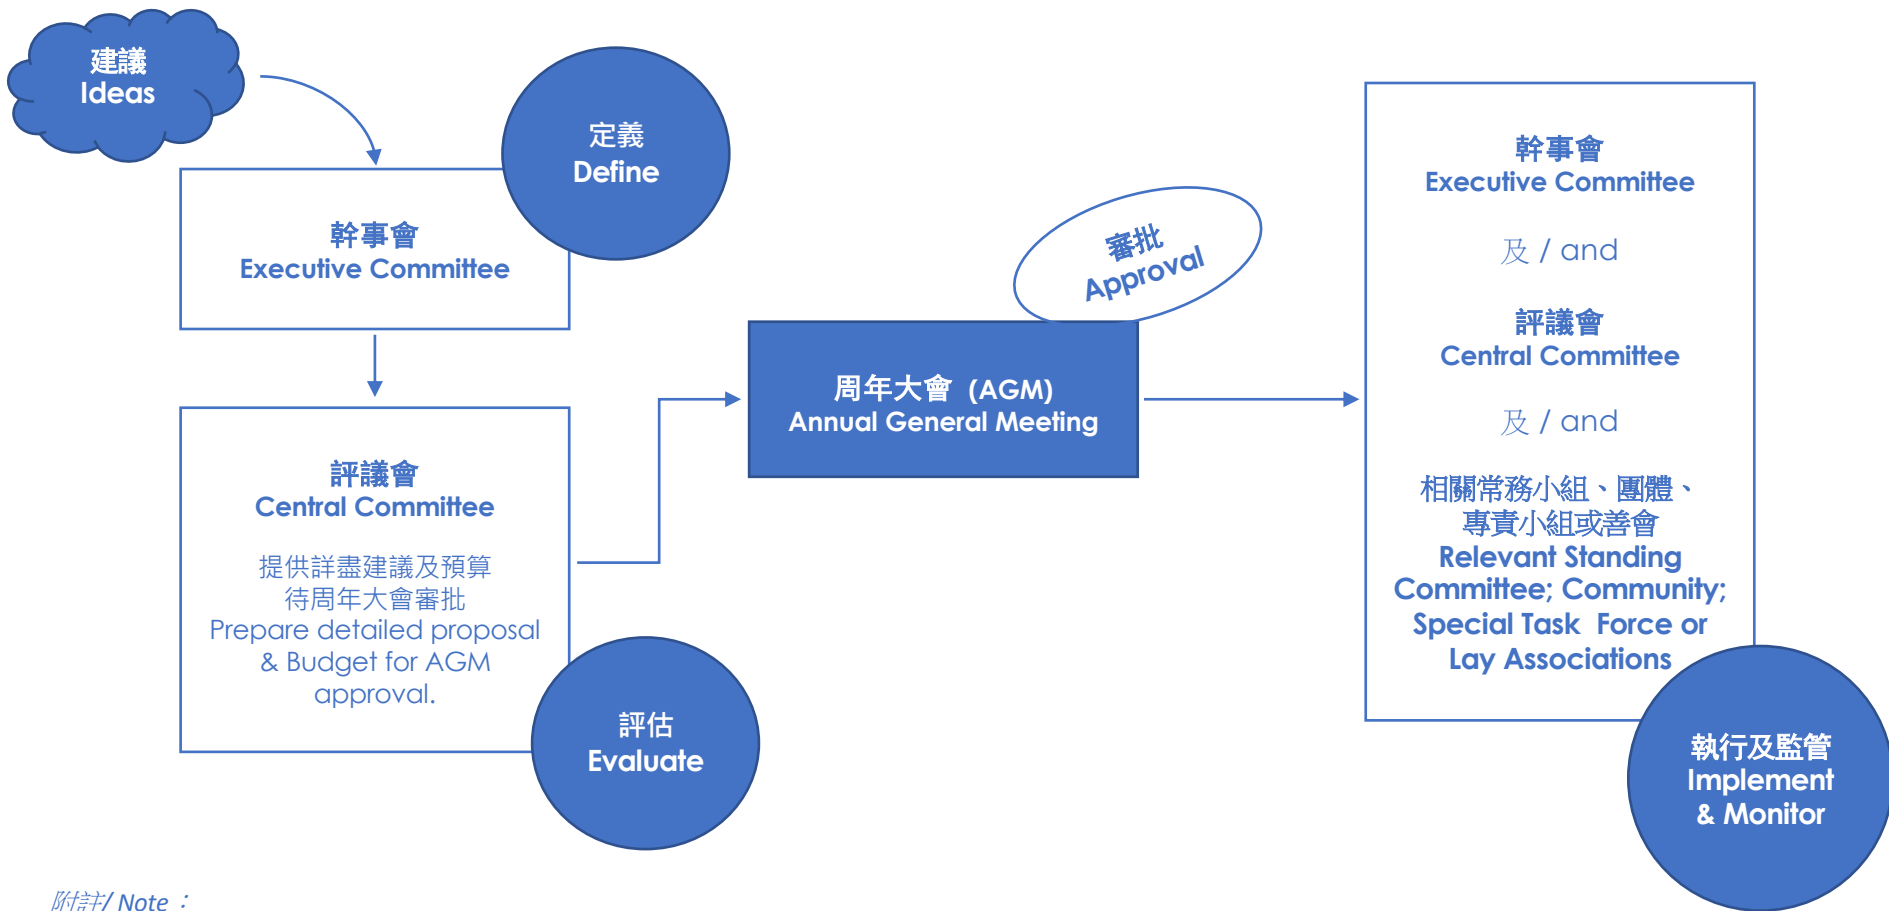 建議
Ideas
定義
Define
幹事會
Executive Committee
評議會
Central Committee
提供詳盡建議及預算
待周年大會審批
Prepare detailed proposal
& Budget for AGM
approval.
評估
Evaluate
審批
Approval
周年大會 (AGM)
Annual General Meeting
幹事會
Executive Committee
及 / and
評議會
Central Committee
及 / and
相關常務小組、團體、
專責小組或善會
Relevant Standing
Committee; Community;
Special Task Force or
Lay Associations
執行及監管
Implement
& Monitor
附註/ Note：